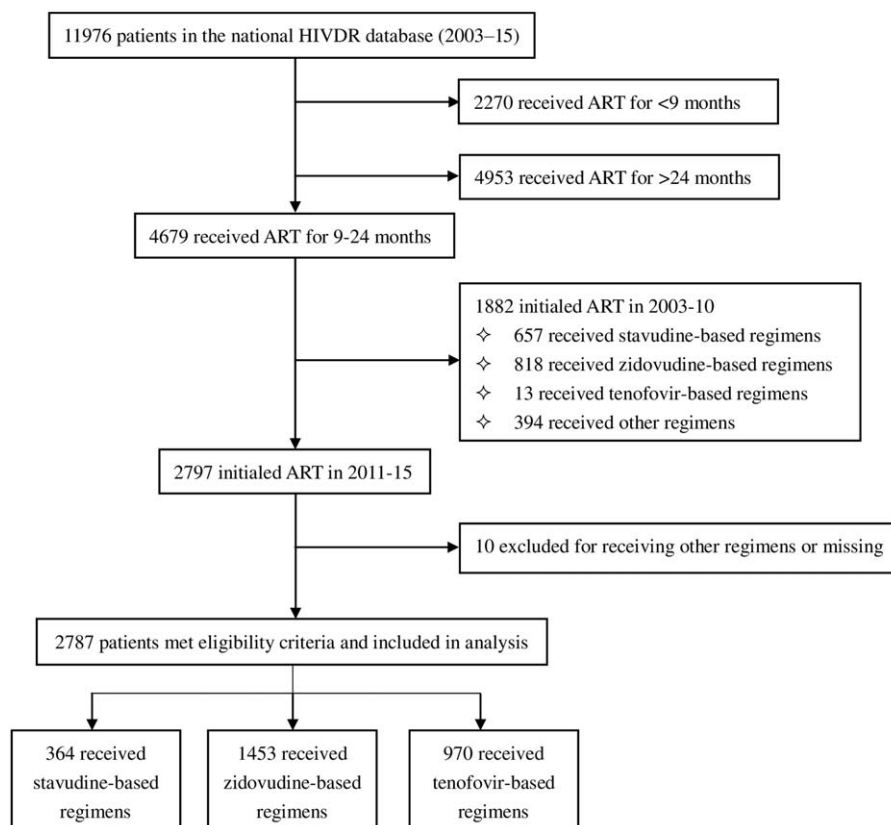 11976 patients in the national HIVDR database (2003–15)
2270 received ART for <9 months
4953 received ART for >24 months
4679 received ART for 9-24 months
1882 initialed ART in 2003-10
✧ 657 received stavudine-based regimens
✧ 818 received zidovudine-based regimens
✧ 13 received tenofovir-based regimens
✧ 394 received other regimens
2797 initialed ART in 2011-15
10 excluded for receiving other regimens or missing
2787 patients met eligibility criteria and included in analysis
364 received
stavudine-based
regimens
1453 received
zidovudine-based
regimens
970 received
tenofovir-based
regimens